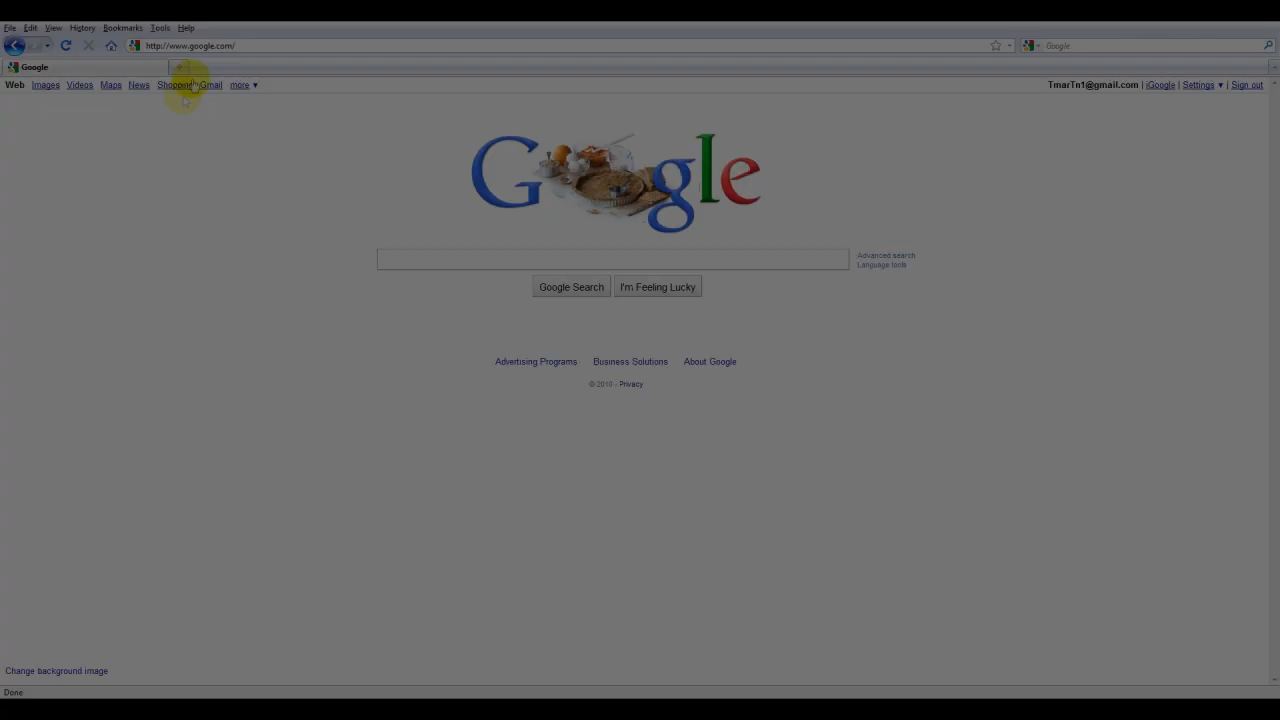 File Edit View History Bookmarks Tools Help
http://www.google.com/ Google
Google
Web Images Videos Maps News Shopping Gmail more ▼ TmarTn1@gmail.com | iGoogle | Settings ▼ | Sign out
Google
Advanced search
Language tools
Google Search I'm Feeling Lucky
Advertising Programs Business Solutions About Google
© 2010 - Privacy
Change background image
Done